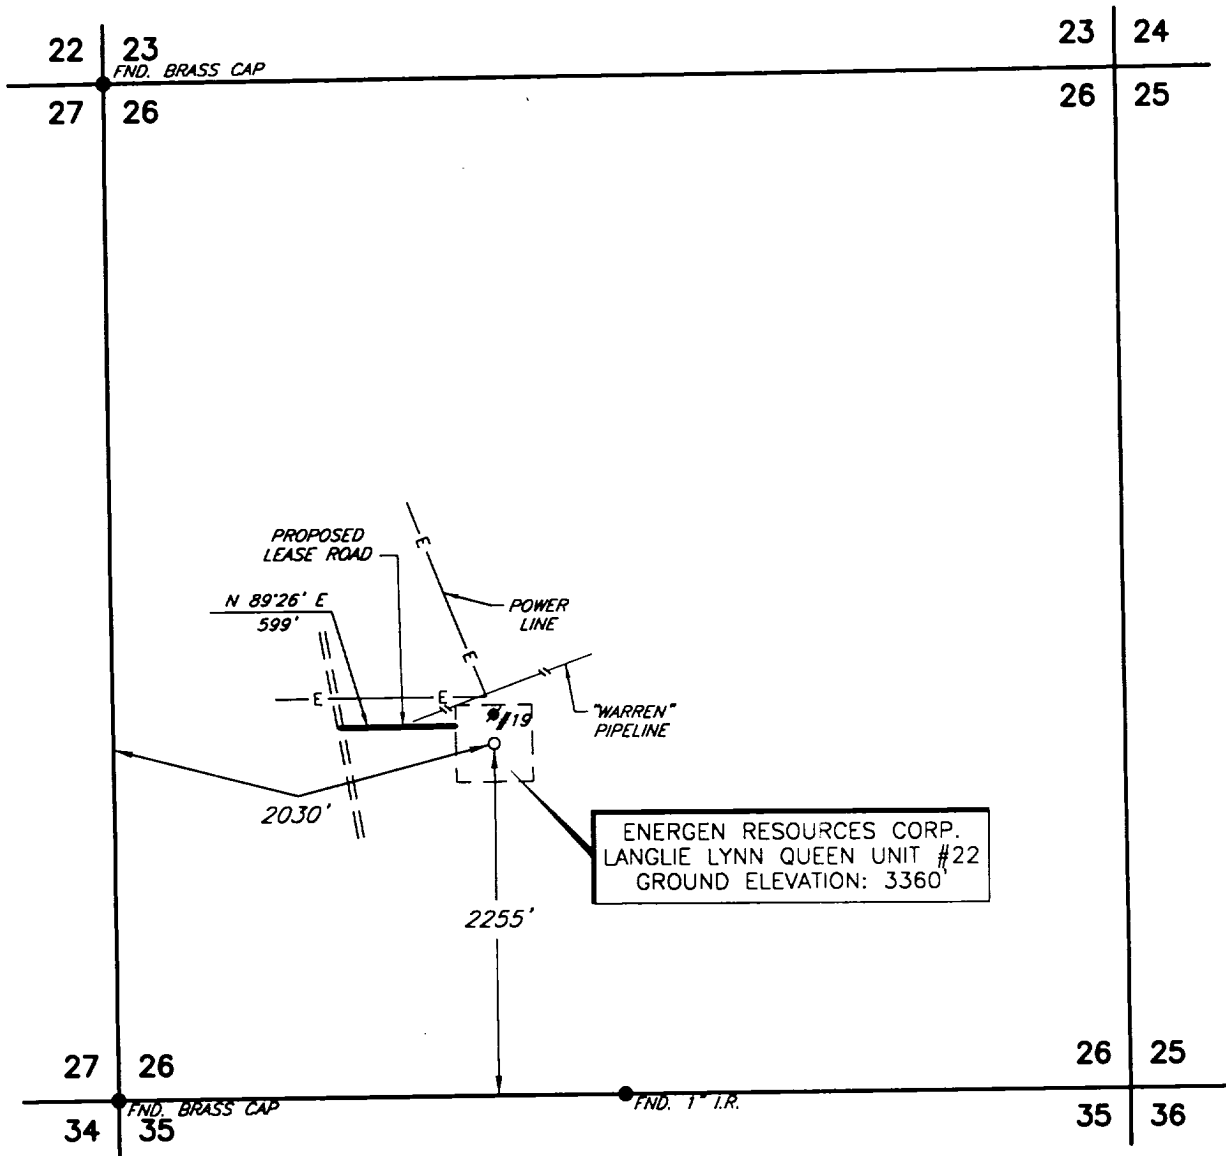 22 23
FND. BRASS CAP
27 26
23 24
26 25
PROPOSED
LEASE ROAD
N 89°26' E
599'
E
POWER
LINE
E
E
E
"WARREN"
PIPELINE
#19
2030'
ENERGEN RESOURCES CORP.
LANGLIE LYNN QUEEN UNIT #22
GROUND ELEVATION: 3360'
2255'
27 26
FND. BRASS CAP
34 35
FND. 1" I.R.
26 25
35 36